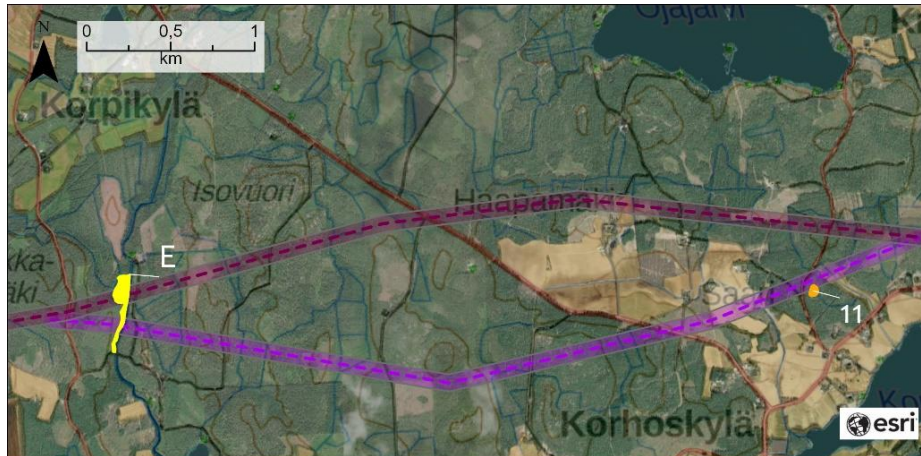 Ojajärvi
N
0 0,5 1
km
Korpikylä
Isovuori
Haapamäki
E
11
Korhoskylä
esri